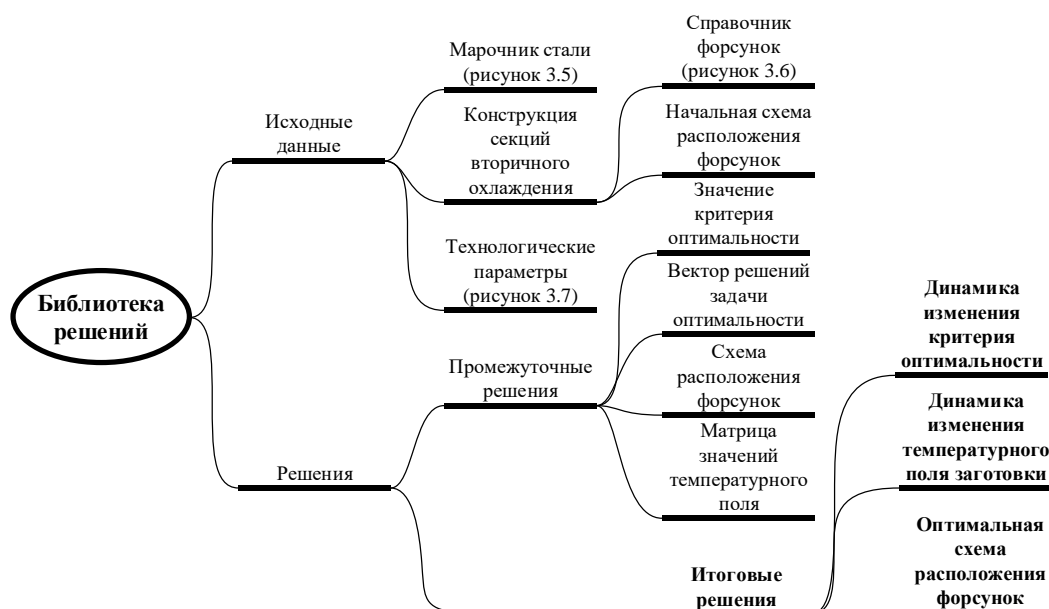 Библиотека
решений
Исходные
данные
Марочник стали
(рисунок 3.5)
Конструкция
секций
вторичного
охлаждения
Справочник
форсунок
(рисунок 3.6)
Начальная схема
расположения
форсунок
Технологические
параметры
(рисунок 3.7)
Решения
Промежуточные
решения
Значение
критерия
оптимальности
Вектор решений
задачи
оптимальности
Схема
расположения
форсунок
Матрица
значений
температурного
поля
Итоговые
решения
Динамика
изменения
критерия
оптимальности
Динамика
изменения
температурного
поля заготовки
Оптимальная
схема
расположения
форсунок